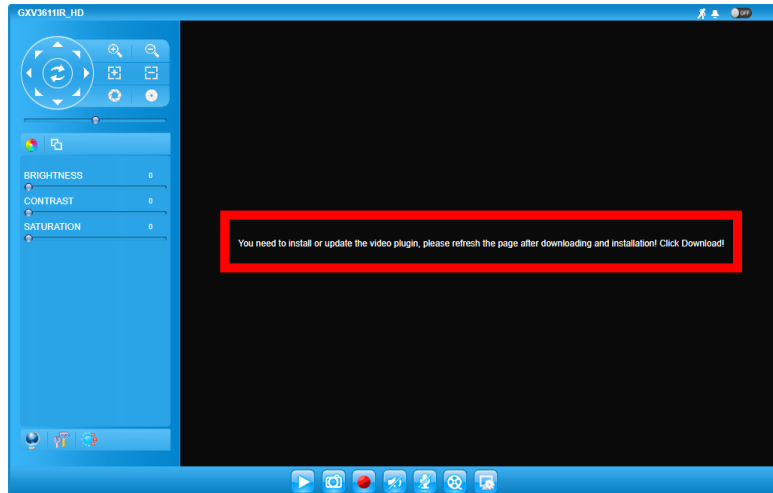 GXV3611IR_HD
OFF
BRIGHTNESS 0
CONTRAST 0
SATURATION 0
You need to install or update the video plugin, please refresh the page after downloading and installation! Click Download!